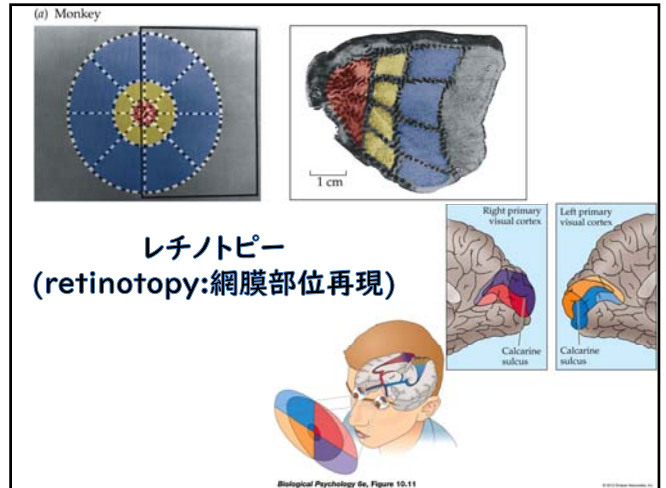 (a) Monkey
1 cm
レチノトピー
(retinotopy:網膜部位再現)
Right primary
visual cortex
Left primary
visual cortex
Calcarine
sulcus
Calcarine
sulcus
Biological Psychology 6e, Figure 10.11